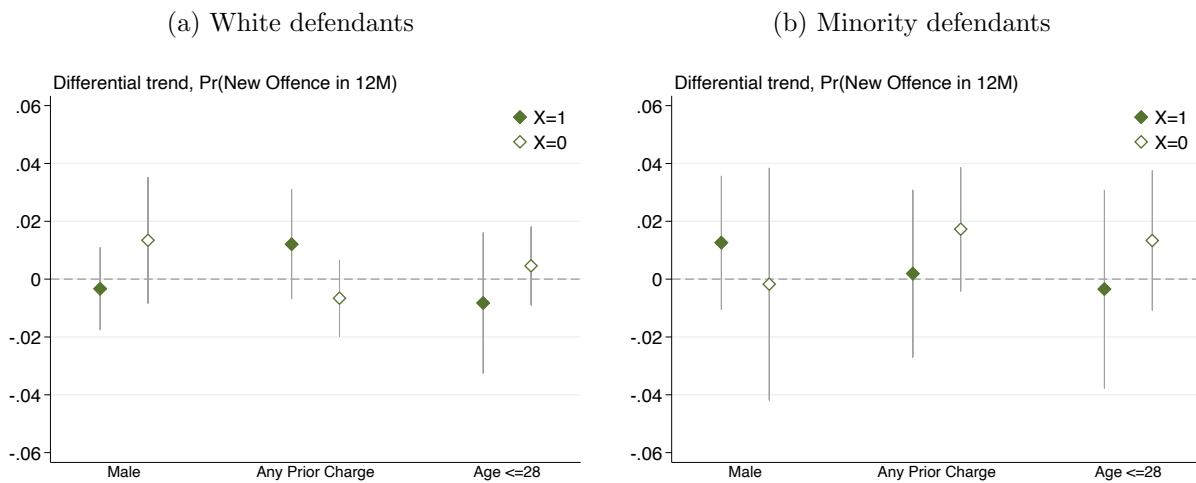 (a) White defendants
Differential trend, Pr(New Offence in 12M)
.06
.04
.02
0
-.02
-.04
-.06
X=1
X=0
Male
Any Prior Charge
Age <=28
(b) Minority defendants
Differential trend, Pr(New Offence in 12M)
.06
.04
.02
0
-.02
-.04
-.06
X=1
X=0
Male
Any Prior Charge
Age <=28